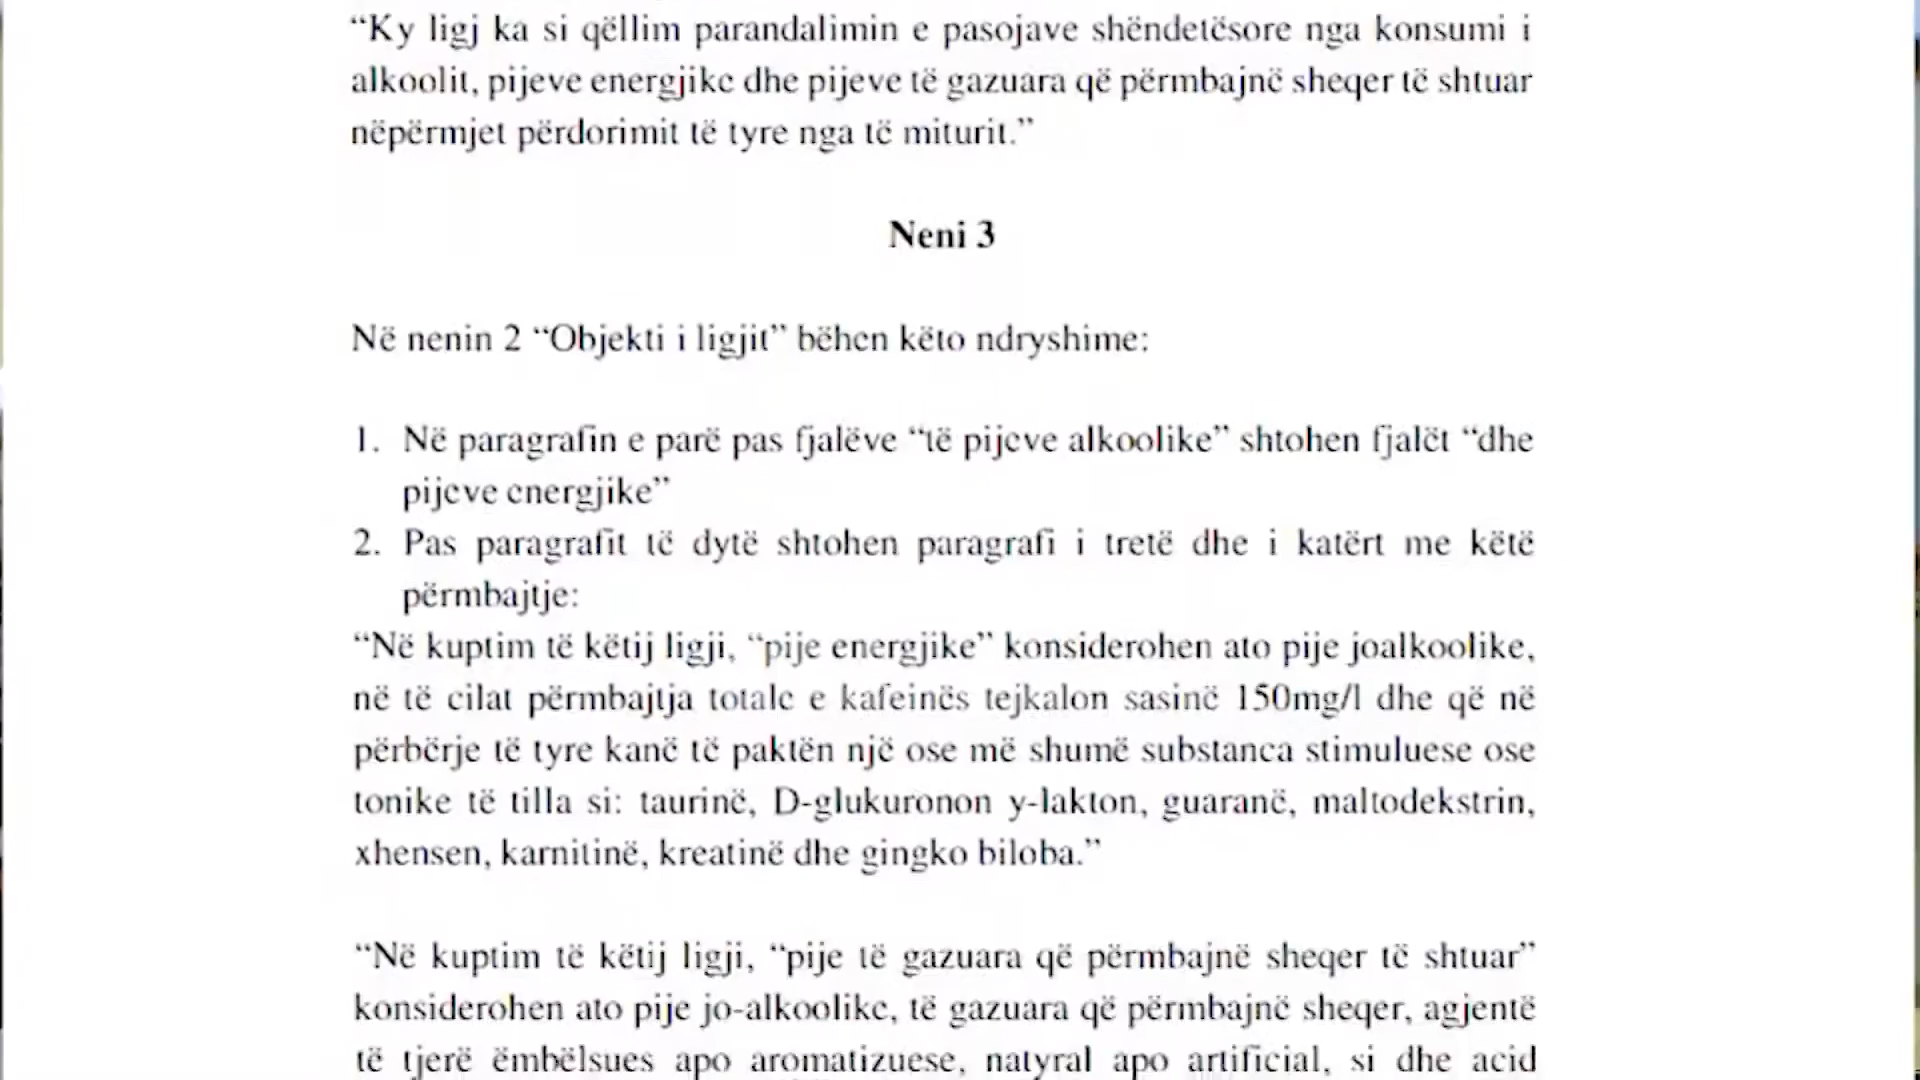 “Ky ligj ka si qëllim parandalimin e pasojave shëndetësore nga konsumi i
alkoolit, pijeve energjike dhe pijeve të gazuara që përmbajnë sheqer të shtuar
nëpërmjet përdorimit të tyre nga të miturit.”
Neni 3
Në nenin 2 “Objekti i ligjit” bëhen këto ndryshime:
1. Në paragrafin e parë pas fjalëve “të pijeve alkoolike” shtohen fjalët “dhe
pijeve energjike”
2. Pas paragrafit të dytë shtohen paragrafi i tretë dhe i katërt me këtë
përmbajtje:
“Në kuptim të këtij ligji, “pije energjike” konsiderohen ato pije joalkoolike,
në të cilat përmbajtja totale e kafeinës tejkalon sasinë 150mg/l dhe që në
përbërje të tyre kanë të paktën një ose më shumë substanca stimuluese ose
tonike të tilla si: taurinë, D-glukuronon y-lakton, guaranë, maltodekstrin,
xhensen, karnitinë, kreatinë dhe gingko biloba.”
“Në kuptim të këtij ligji, “pije të gazuara që përmbajnë sheqer të shtuar”
konsiderohen ato pije jo-alkoolike, të gazuara që përmbajnë sheqer, agjentë
të tjerë ëmbëlsues apo aromatizuese, natyral apo artificial, si dhe acid